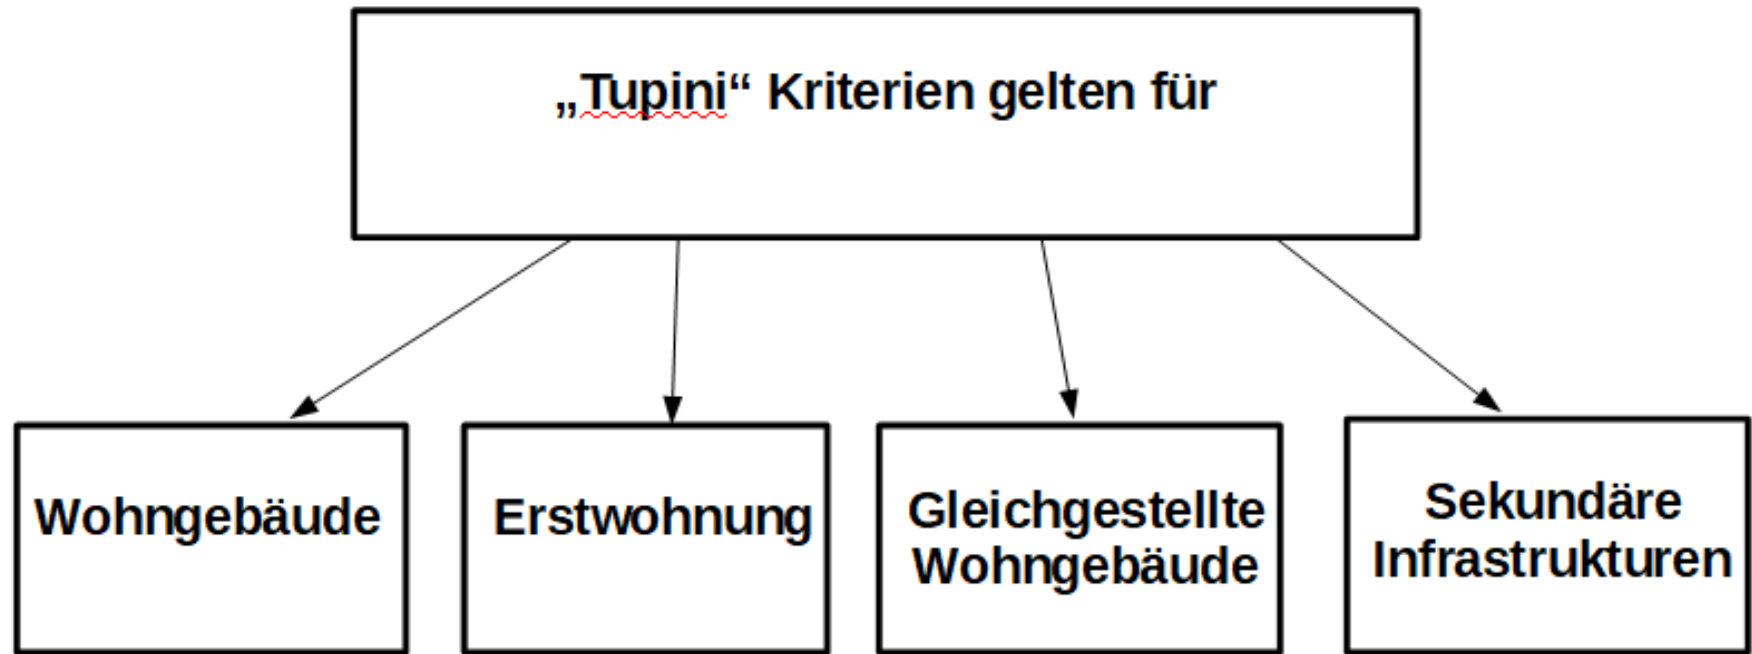 „Tupini“ Kriterien gelten für
Wohngebäude
Erstwohnung
Gleichgestellte
Wohngebäude
Sekundäre
Infrastrukturen